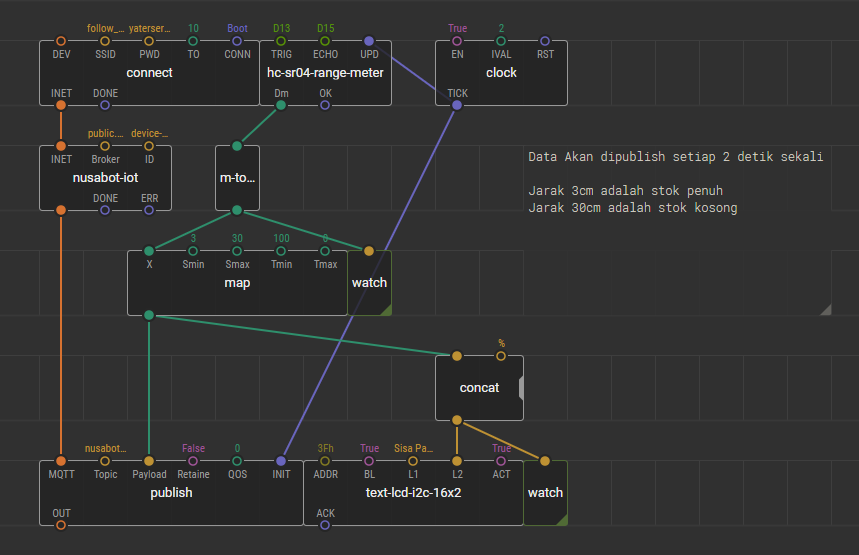 follow_... yaterser... 10 Boot D13 D15 True 2
DEV SSID PWD TO CONN TRIG ECHO UPD EN IVAL RST
connect hc-sr04-range-meter clock
INET DONE Dm OK TICK
public.... device-...
INET Broker ID
nusabot-iot m-to...
DONE ERR
Data Akan dipublish setiap 2 detik sekali
Jarak 3cm adalah stok penuh
Jarak 30cm adalah stok kosong
3 30 100 0
X Smin Smax Tmin Tmax
map watch
%
concat
nusabot... False 0 3Fh True Sisa Pa... True
MQTT Topic Payload Retaine QOS INIT ADDR BL L1 L2 ACT
publish text-lcd-i2c-16x2 watch
OUT ACK